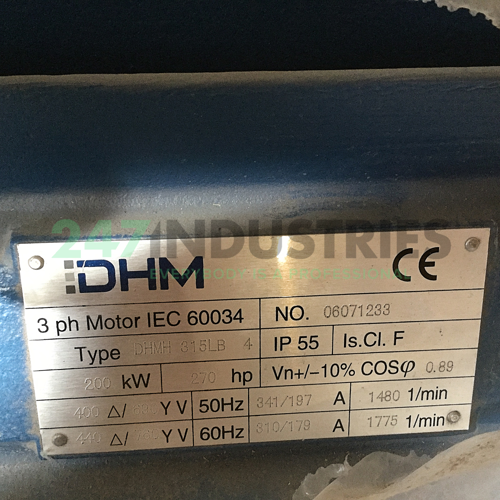 247INDUSTRIES
DHM CE
3 ph Motor IEC 60034 NO. 06071233
Type DHMH 315LB 4 IP 55 Is.Cl. F
200 kW 270 hp Vn+/-10% COSφ 0.89
400 Δ/ Y V 50Hz 341/197 A 1480 1/min
440 Δ/ Y V 60Hz 310/179 A 1775 1/min